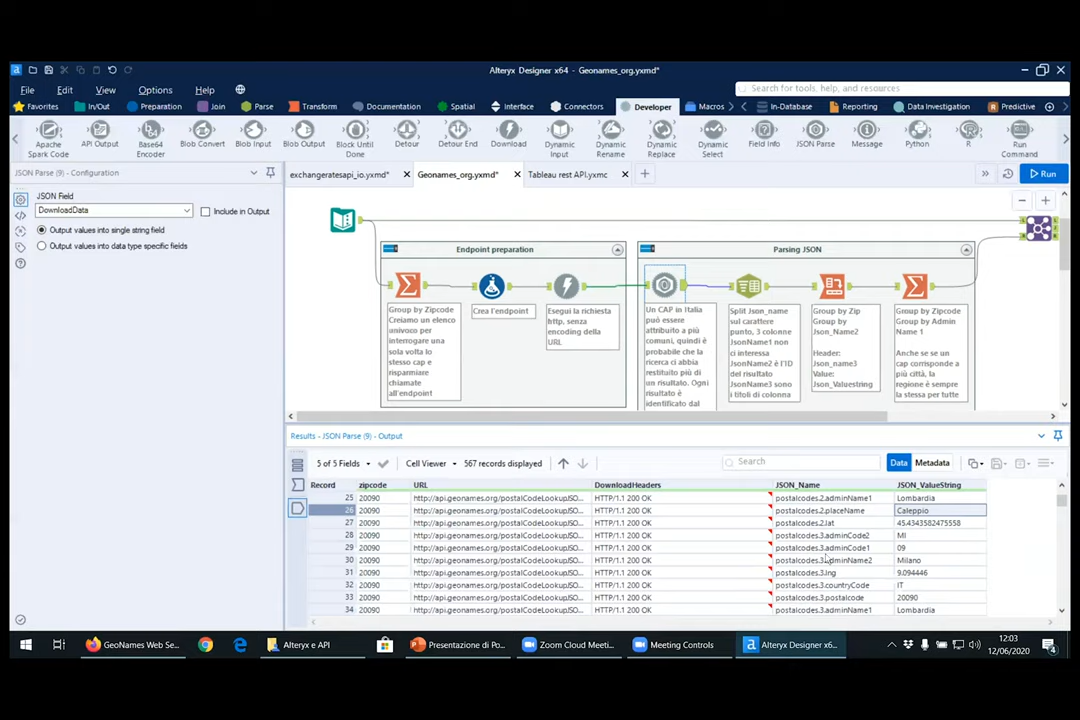 Alteryx Designer x64 - Geonames_org.yxmd*
File Edit View Options Help
Search for tools, help, and resources
Favorites In/Out Preparation Join Parse Transform Documentation Spatial Interface Connectors Developer Macros In-Database Reporting Data Investigation Predictive
Apache Spark Code
API Output
Base64 Encoder
Blob Convert
Blob Input
Blob Output
Block Until Done
Detour
Detour End
Download
Dynamic Input
Dynamic Rename
Dynamic Replace
Dynamic Select
Field Info
JSON Parse
Message
Python
R
Run Command
JSON Parse (9) - Configuration
exchangeratesapi_io.yxmd*
Geonames_org.yxmd*
Tableau rest API.yxmc
Run
JSON Field
DownloadData
Include in Output
Output values into single string field
Output values into data type specific fields
Endpoint preparation
Group by Zipcode
Creiamo un elenco
univoco per
interrogare una
sola volta lo
stesso cap e
risparmiare
chiamate
all'endpoint
Crea l'endpoint
Esegui la richiesta
http, senza
encoding della
URL
Parsing JSON
Un CAP in Italia
può essere
attribuito a più
comuni, quindi è
probabile che la
ricerca ci abbia
restituito più di
un risultato. Ogni
risultato è
identificato dal
Split Json_name
sul carattere
punto, 3 colonne
JsonName1 non
ci interessa
JsonName2 è l'ID
del risultato
JsonName3 sono
i titoli di colonna
Group by Zip
Group by
Json_Name2
Header:
Json_name3
Value:
Json_Valuestring
Group by Zipcode
Group by Admin
Name 1
Anche se se un
cap corrisponde a
più città, la
regione è sempre
la stessa per tutte
Results - JSON Parse (9) - Output
5 of 5 Fields Cell Viewer 567 records displayed Search Data Metadata
Record zipcode URL DownloadHeaders JSON_Name JSON_ValueString
25 20090 http://api.geonames.org/postalCodeLookupJSO... HTTP/1.1 200 OK postalcodes.2.adminName1 Lombardia
26 20090 http://api.geonames.org/postalCodeLookupJSO... HTTP/1.1 200 OK postalcodes.2.placeName Caleppio
27 20090 http://api.geonames.org/postalCodeLookupJSO... HTTP/1.1 200 OK postalcodes.2.lat 45.4343582475558
28 20090 http://api.geonames.org/postalCodeLookupJSO... HTTP/1.1 200 OK postalcodes.3.adminCode2 MI
29 20090 http://api.geonames.org/postalCodeLookupJSO... HTTP/1.1 200 OK postalcodes.3.adminCode1 09
30 20090 http://api.geonames.org/postalCodeLookupJSO... HTTP/1.1 200 OK postalcodes.3.adminName2 Milano
31 20090 http://api.geonames.org/postalCodeLookupJSO... HTTP/1.1 200 OK postalcodes.3.lng 9.094446
32 20090 http://api.geonames.org/postalCodeLookupJSO... HTTP/1.1 200 OK postalcodes.3.countryCode IT
33 20090 http://api.geonames.org/postalCodeLookupJSO... HTTP/1.1 200 OK postalcodes.3.postalcode 20090
34 20090 http://api.geonames.org/postalCodeLookupJSO... HTTP/1.1 200 OK postalcodes.3.adminName1 Lombardia
GeoNames Web Se... Alteryx e API Presentazione di Po... Zoom Cloud Meeti... Meeting Controls Alteryx Designer x6...
12:03
12/06/2020
4